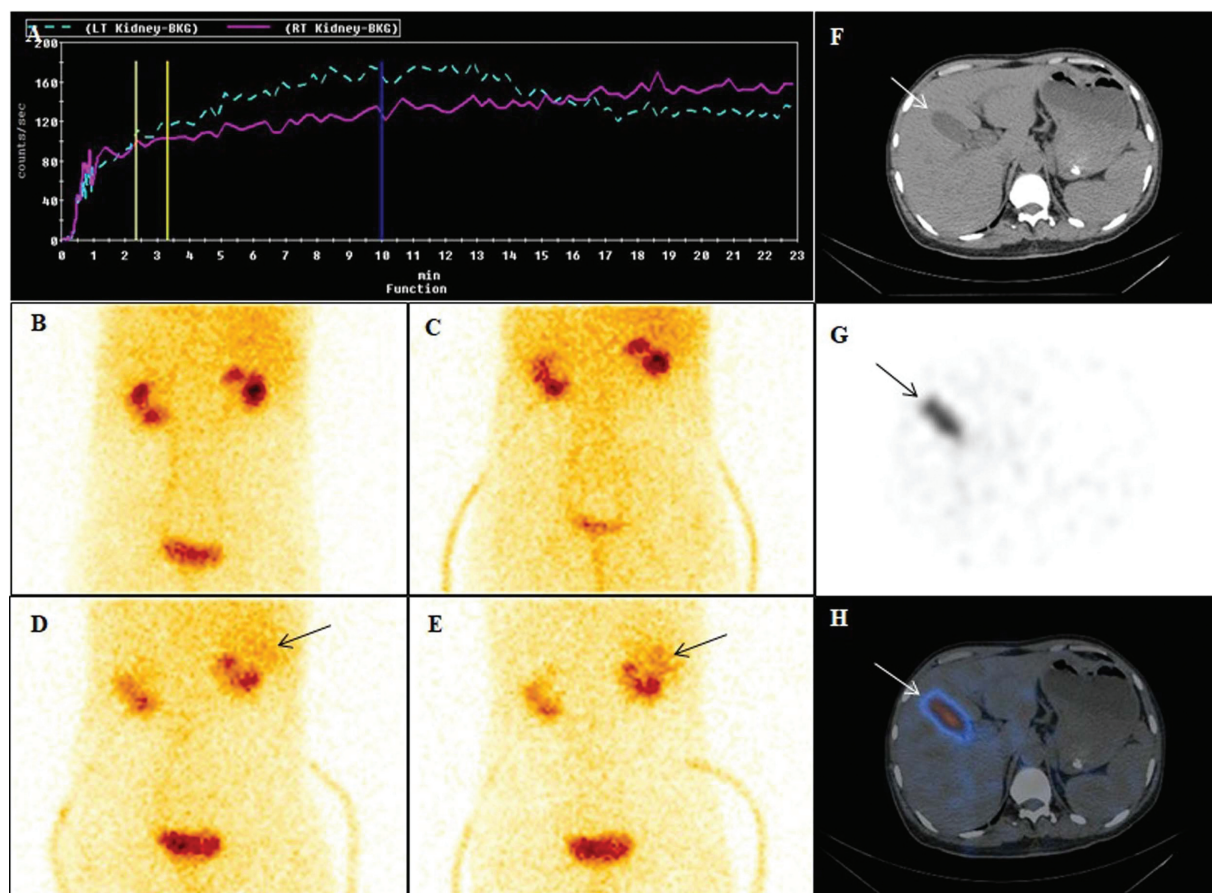 A
(LT Kidney-BKG) (RT Kidney-BKG)
200
160
120
80
40
0
counts/sec
0 1 2 3 4 5 6 7 8 9 10 11 12 13 14 15 16 17 18 19 20 21 22 23
min
Function
B
C
D
E
F
G
H